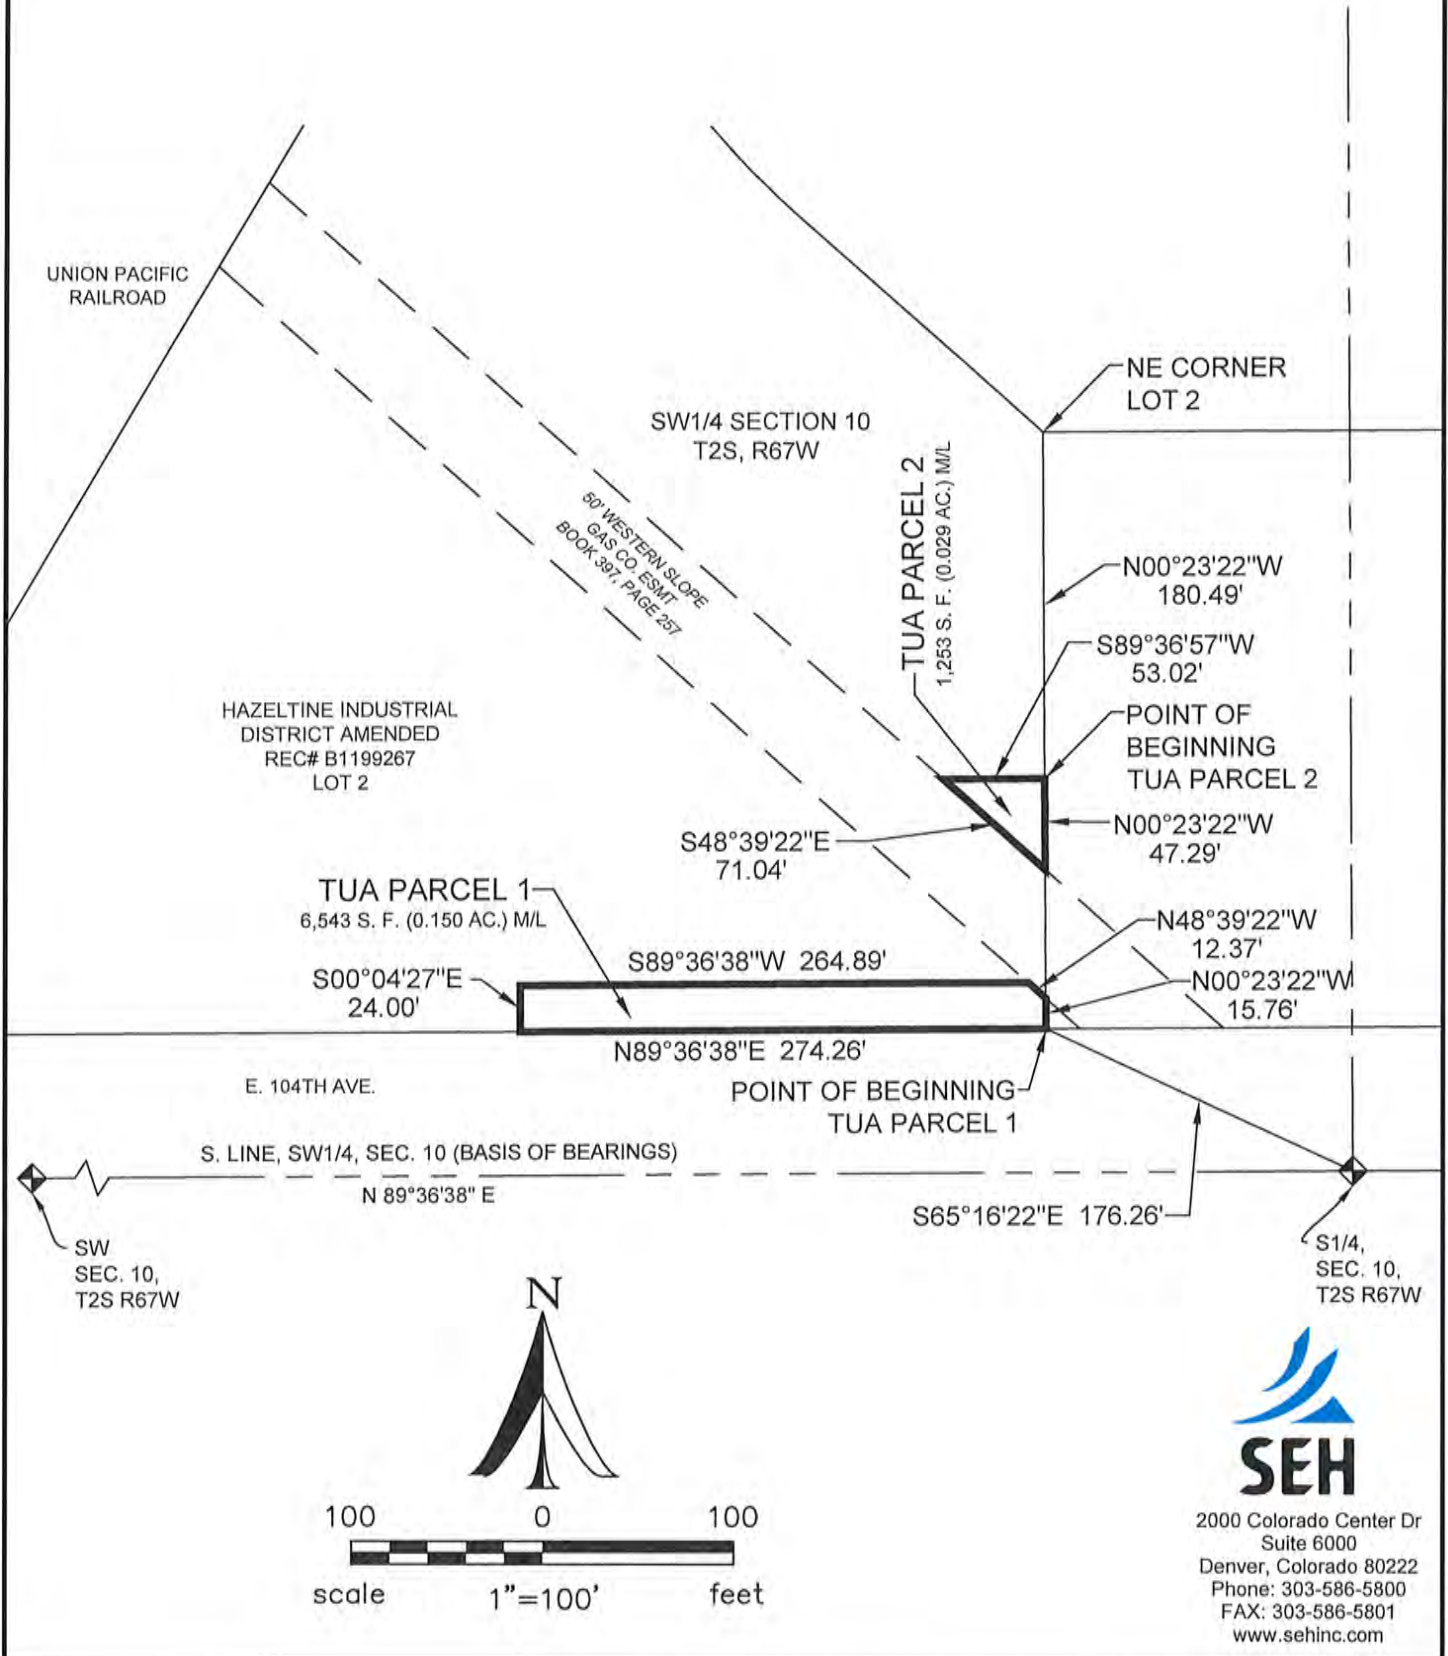 UNION PACIFIC
RAILROAD
NE CORNER
LOT 2
SW1/4 SECTION 10
T2S, R67W
TUA PARCEL 2
1,253 S. F. (0.029 AC.) M/L
50' WESTERN SLOPE
GAS CO. ESMT
BOOK 397, PAGE 257
N00°23'22"W
180.49'
S89°36'57"W
53.02'
HAZELTINE INDUSTRIAL
DISTRICT AMENDED
REC# B1199267
LOT 2
POINT OF
BEGINNING
TUA PARCEL 2
S48°39'22"E
71.04'
N00°23'22"W
47.29'
TUA PARCEL 1
6,543 S. F. (0.150 AC.) M/L
N48°39'22"W
12.37'
S89°36'38"W 264.89'
S00°04'27"E
24.00'
N00°23'22"W
15.76'
N89°36'38"E 274.26'
E. 104TH AVE.
POINT OF BEGINNING
TUA PARCEL 1
S. LINE, SW1/4, SEC. 10 (BASIS OF BEARINGS)
N 89°36'38" E
S65°16'22"E 176.26'
SW
SEC. 10,
T2S R67W
S1/4,
SEC. 10,
T2S R67W
N
100 0 100
scale 1"=100' feet
SEH
2000 Colorado Center Dr
Suite 6000
Denver, Colorado 80222
Phone: 303-586-5800
FAX: 303-586-5801
www.sehinc.com